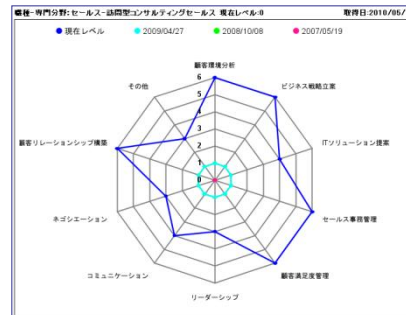 職種-専門分野:セールス-訪問型コンサルティングセールス 現在レベル:0 取得日:2010/05/
現在レベル 2009/04/27 2008/10/08 2007/05/19
顧客環境分析
その他 ビジネス戦略立案
顧客リレーションシップ構築 ITソリューション提案
ネゴシエーション セールス事務管理
コミュニケーション 顧客満足度管理
リーダーシップ
6
5
4
3
2
1
0